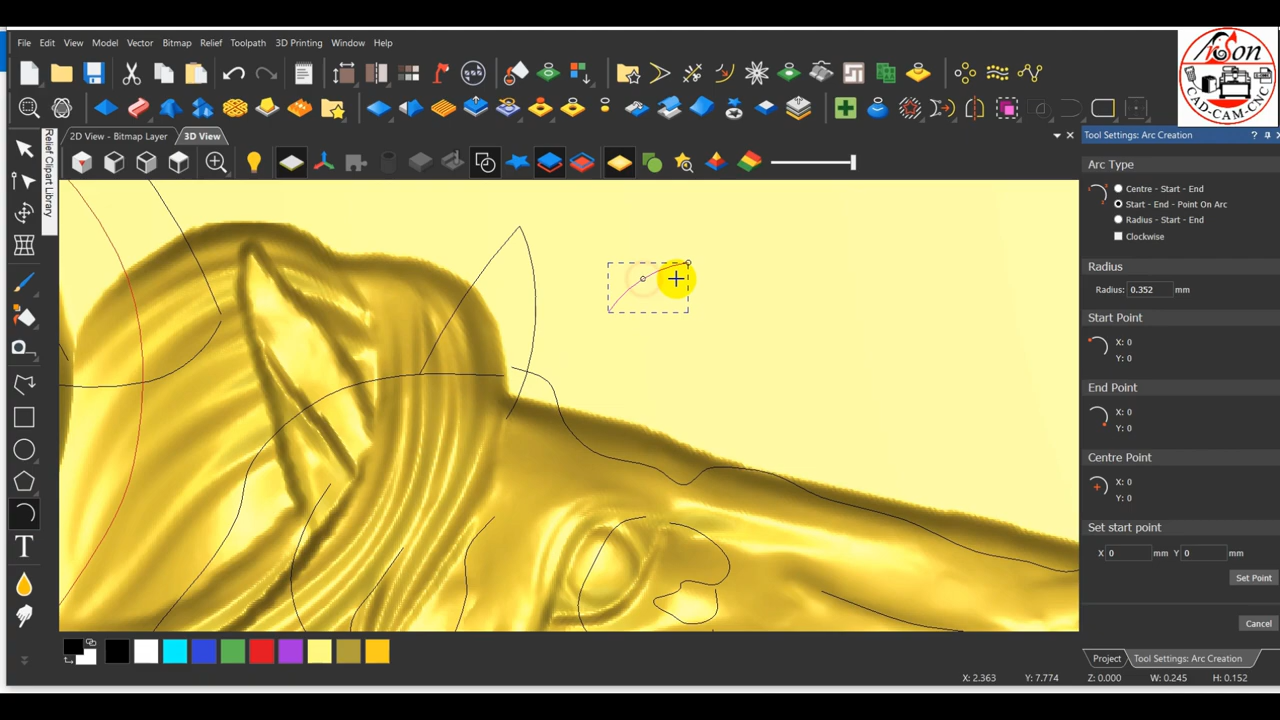 File Edit View Model Vector Bitmap Relief Toolpath 3D Printing Window Help
ArtSon
CAD-CAM-CNC
2D View - Bitmap Layer 3D View
Tool Settings: Arc Creation
Relief Clipart Library
Arc Type
Centre - Start - End
Start - End - Point On Arc
Radius - Start - End
Clockwise
Radius
Radius: 0.352 mm
Start Point
X: 0
Y: 0
End Point
X: 0
Y: 0
Centre Point
X: 0
Y: 0
Set start point
X 0 mm Y 0 mm
Set Point
Cancel
T
Project Tool Settings: Arc Creation
X: 2.363 Y: 7.774 Z: 0.000 W: 0.245 H: 0.152